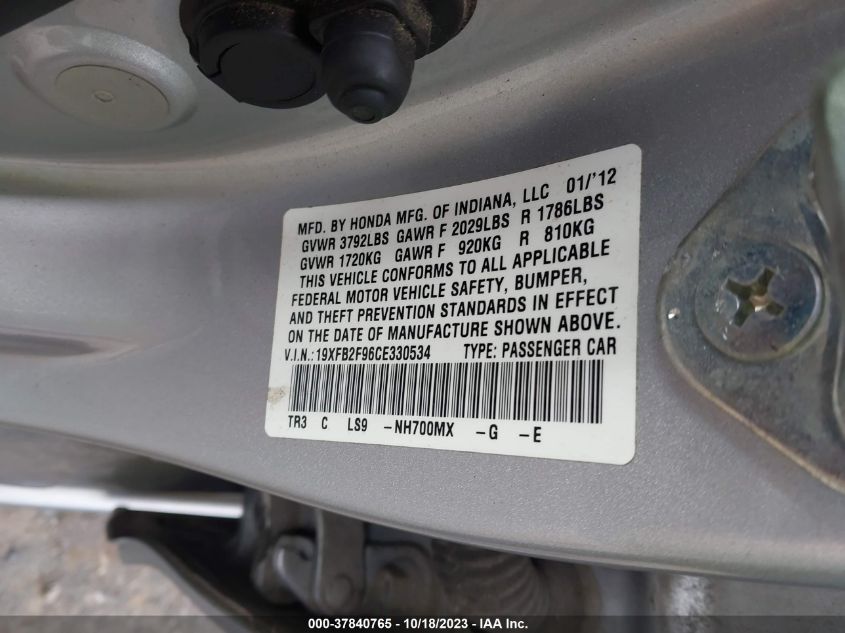 MFD. BY HONDA MFG. OF INDIANA, LLC 01/'12
GVWR 3792LBS GAWR F 2029LBS R 1786LBS
GVWR 1720KG GAWR F 920KG R 810KG
THIS VEHICLE CONFORMS TO ALL APPLICABLE
FEDERAL MOTOR VEHICLE SAFETY, BUMPER,
AND THEFT PREVENTION STANDARDS IN EFFECT
ON THE DATE OF MANUFACTURE SHOWN ABOVE.
V.I.N.:19XFB2F96CE330534 TYPE: PASSENGER CAR
TR3 C LS9 -NH700MX -G -E
000-37840765 - 10/18/2023 - IAA Inc.